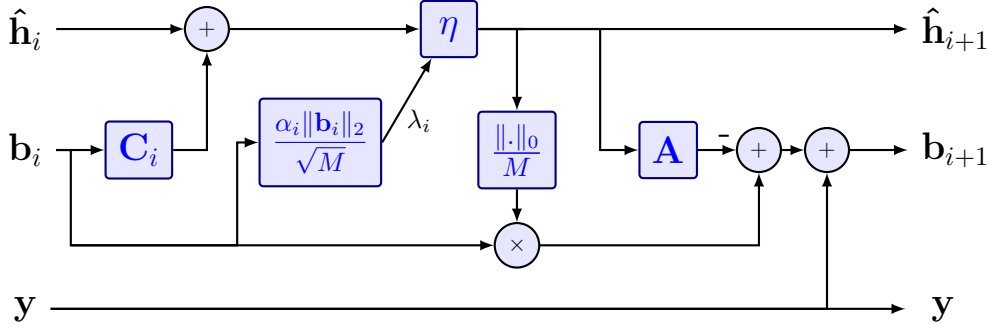 ĥ_i + η ĥ_{i+1}
λ_i
b_i C_i α_i‖b_i‖_2 / √M ‖.‖_0 / M A - + + b_{i+1}
×
y y